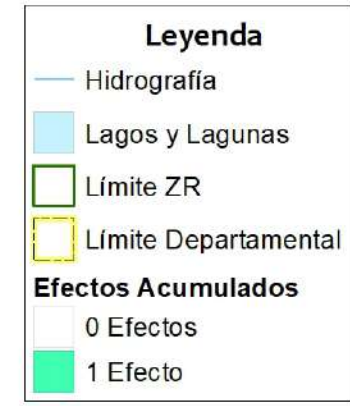 Leyenda
Hidrografía
Lagos y Lagunas
Límite ZR
Límite Departamental
Efectos Acumulados
0 Efectos
1 Efecto